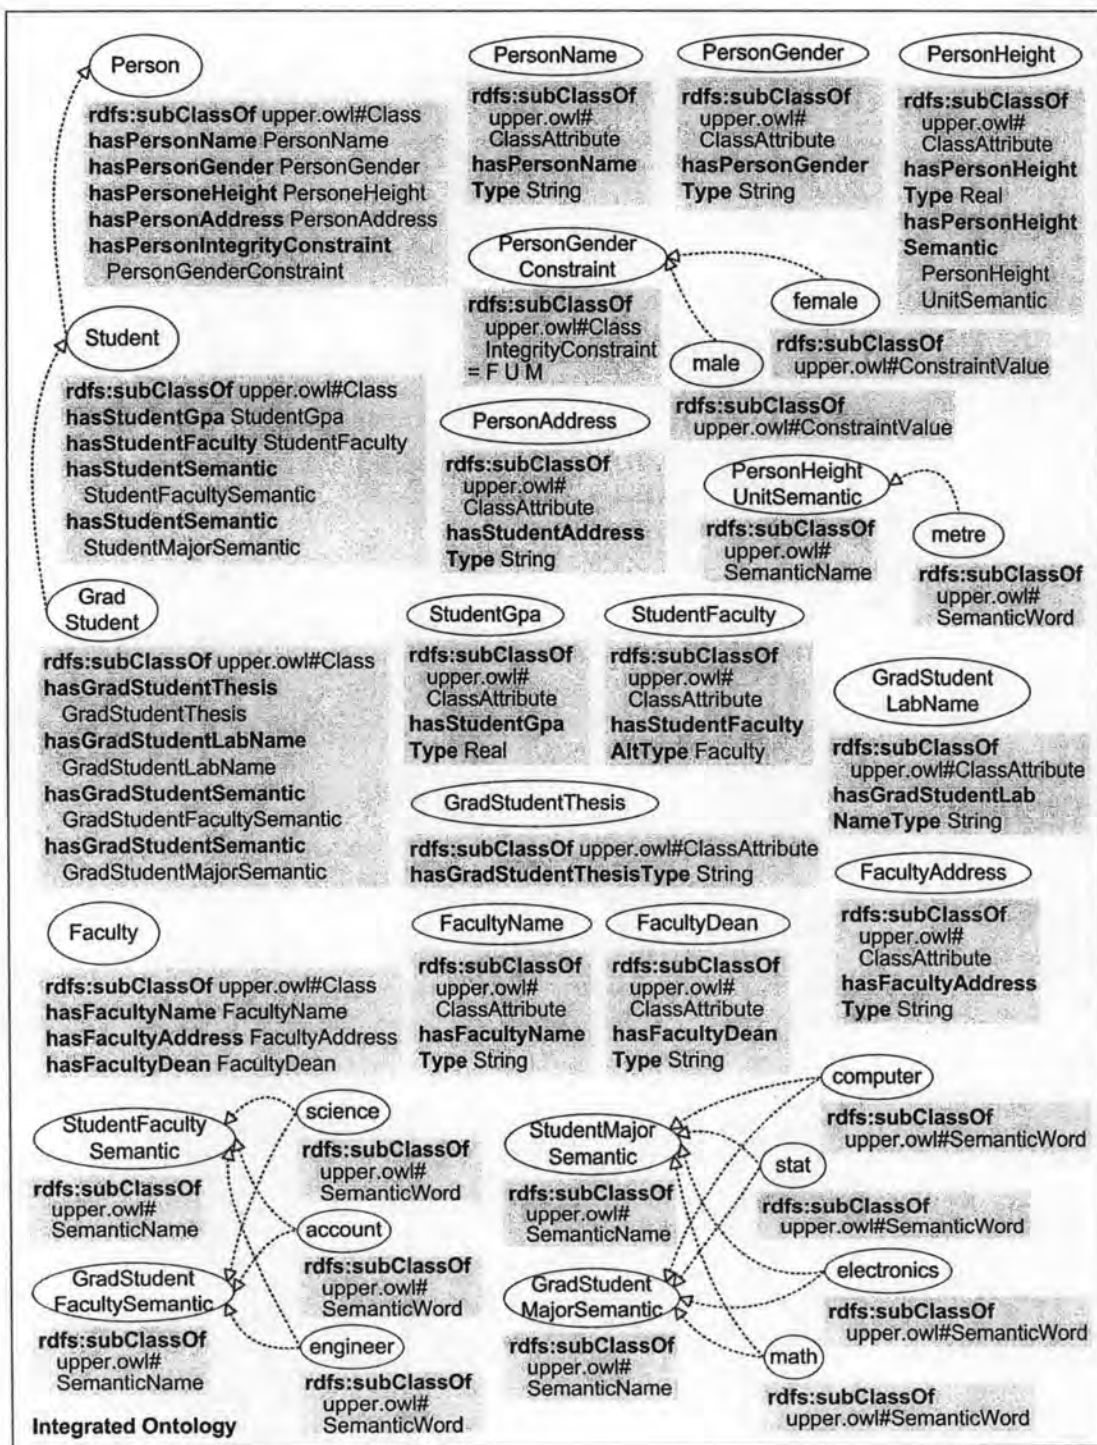 Person
rdfs:subClassOf upper.owl#Class
hasPersonName PersonName
hasPersonGender PersonGender
hasPersoneHeight PersoneHeight
hasPersonAddress PersonAddress
hasPersonIntegrityConstraint
PersonGenderConstraint
PersonName
rdfs:subClassOf
upper.owl#
ClassAttribute
hasPersonName
Type String
PersonGender
rdfs:subClassOf
upper.owl#
ClassAttribute
hasPersonGender
Type String
PersonHeight
rdfs:subClassOf
upper.owl#
ClassAttribute
hasPersonHeight
Type Real
hasPersonHeight
Semantic
PersonHeight
UnitSemantic
PersonGender
Constraint
rdfs:subClassOf
upper.owl#Class
IntegrityConstraint
= F U M
female
rdfs:subClassOf
upper.owl#ConstraintValue
male
rdfs:subClassOf
upper.owl#ConstraintValue
Student
rdfs:subClassOf upper.owl#Class
hasStudentGpa StudentGpa
hasStudentFaculty StudentFaculty
hasStudentSemantic
StudentFacultySemantic
hasStudentSemantic
StudentMajorSemantic
PersonAddress
rdfs:subClassOf
upper.owl#
ClassAttribute
hasStudentAddress
Type String
PersonHeight
UnitSemantic
rdfs:subClassOf
upper.owl#
SemanticName
metre
rdfs:subClassOf
upper.owl#
SemanticWord
Grad
Student
rdfs:subClassOf upper.owl#Class
hasGradStudentThesis
GradStudentThesis
hasGradStudentLabName
GradStudentLabName
hasGradStudentSemantic
GradStudentFacultySemantic
hasGradStudentSemantic
GradStudentMajorSemantic
StudentGpa
rdfs:subClassOf
upper.owl#
ClassAttribute
hasStudentGpa
Type Real
StudentFaculty
rdfs:subClassOf
upper.owl#
ClassAttribute
hasStudentFaculty
AltType Faculty
GradStudent
LabName
rdfs:subClassOf
upper.owl#ClassAttribute
hasGradStudentLab
NameType String
GradStudentThesis
rdfs:subClassOf upper.owl#ClassAttribute
hasGradStudentThesisType String
Faculty
rdfs:subClassOf upper.owl#Class
hasFacultyName FacultyName
hasFacultyAddress FacultyAddress
hasFacultyDean FacultyDean
FacultyName
rdfs:subClassOf
upper.owl#
ClassAttribute
hasFacultyName
Type String
FacultyDean
rdfs:subClassOf
upper.owl#
ClassAttribute
hasFacultyDean
Type String
FacultyAddress
rdfs:subClassOf
upper.owl#
ClassAttribute
hasFacultyAddress
Type String
StudentFaculty
Semantic
rdfs:subClassOf
upper.owl#
SemanticName
science
rdfs:subClassOf
upper.owl#
SemanticWord
account
rdfs:subClassOf
upper.owl#
SemanticWord
GradStudent
FacultySemantic
rdfs:subClassOf
upper.owl#
SemanticName
engineer
rdfs:subClassOf
upper.owl#
SemanticWord
StudentMajor
Semantic
rdfs:subClassOf
upper.owl#
SemanticName
computer
rdfs:subClassOf
upper.owl#SemanticWord
stat
rdfs:subClassOf
upper.owl#SemanticWord
GradStudent
MajorSemantic
rdfs:subClassOf
upper.owl#
SemanticName
electronics
rdfs:subClassOf
upper.owl#SemanticWord
math
rdfs:subClassOf
upper.owl#SemanticWord
Integrated Ontology